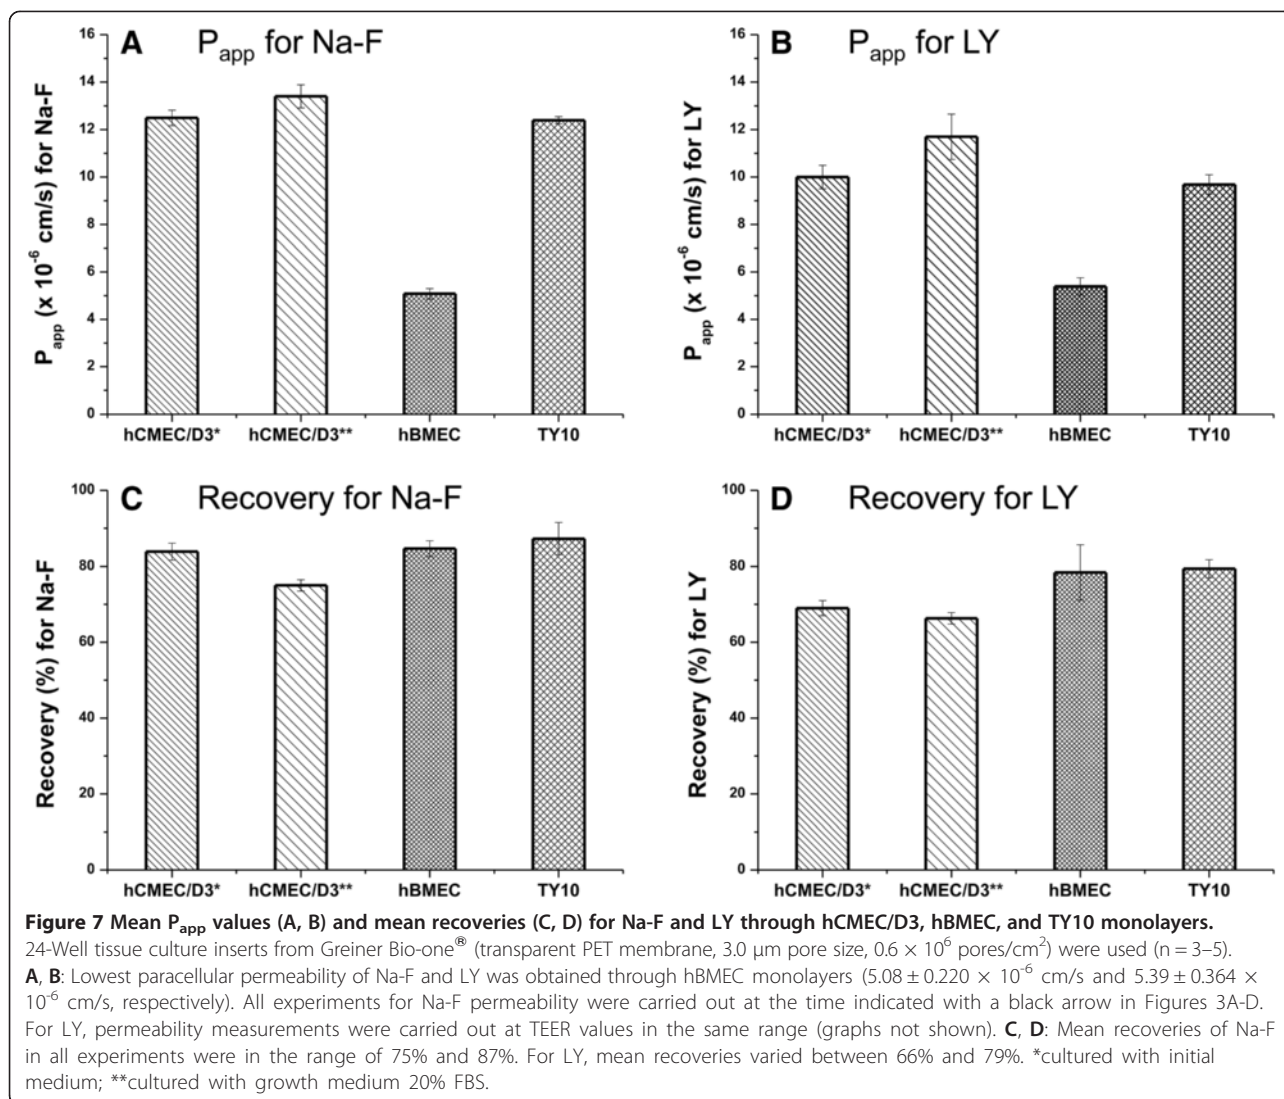 A P_app for Na-F
P_app (x 10^-6 cm/s) for Na-F
16
14
12
10
8
6
4
2
0
hCMEC/D3* hCMEC/D3** hBMEC TY10
B P_app for LY
P_app (x 10^-6 cm/s) for LY
16
14
12
10
8
6
4
2
0
hCMEC/D3* hCMEC/D3** hBMEC TY10
C Recovery for Na-F
Recovery (%) for Na-F
100
80
60
40
20
0
hCMEC/D3* hCMEC/D3** hBMEC TY10
D Recovery for LY
Recovery (%) for LY
100
80
60
40
20
0
hCMEC/D3* hCMEC/D3** hBMEC TY10
Figure 7 Mean P_app values (A, B) and mean recoveries (C, D) for Na-F and LY through hCMEC/D3, hBMEC, and TY10 monolayers.
24-Well tissue culture inserts from Greiner Bio-one® (transparent PET membrane, 3.0 μm pore size, 0.6 × 10^6 pores/cm^2) were used (n = 3–5).
A, B: Lowest paracellular permeability of Na-F and LY was obtained through hBMEC monolayers (5.08 ± 0.220 × 10^-6 cm/s and 5.39 ± 0.364 ×
10^-6 cm/s, respectively). All experiments for Na-F permeability were carried out at the time indicated with a black arrow in Figures 3A-D.
For LY, permeability measurements were carried out at TEER values in the same range (graphs not shown). C, D: Mean recoveries of Na-F
in all experiments were in the range of 75% and 87%. For LY, mean recoveries varied between 66% and 79%. *cultured with initial
medium; **cultured with growth medium 20% FBS.